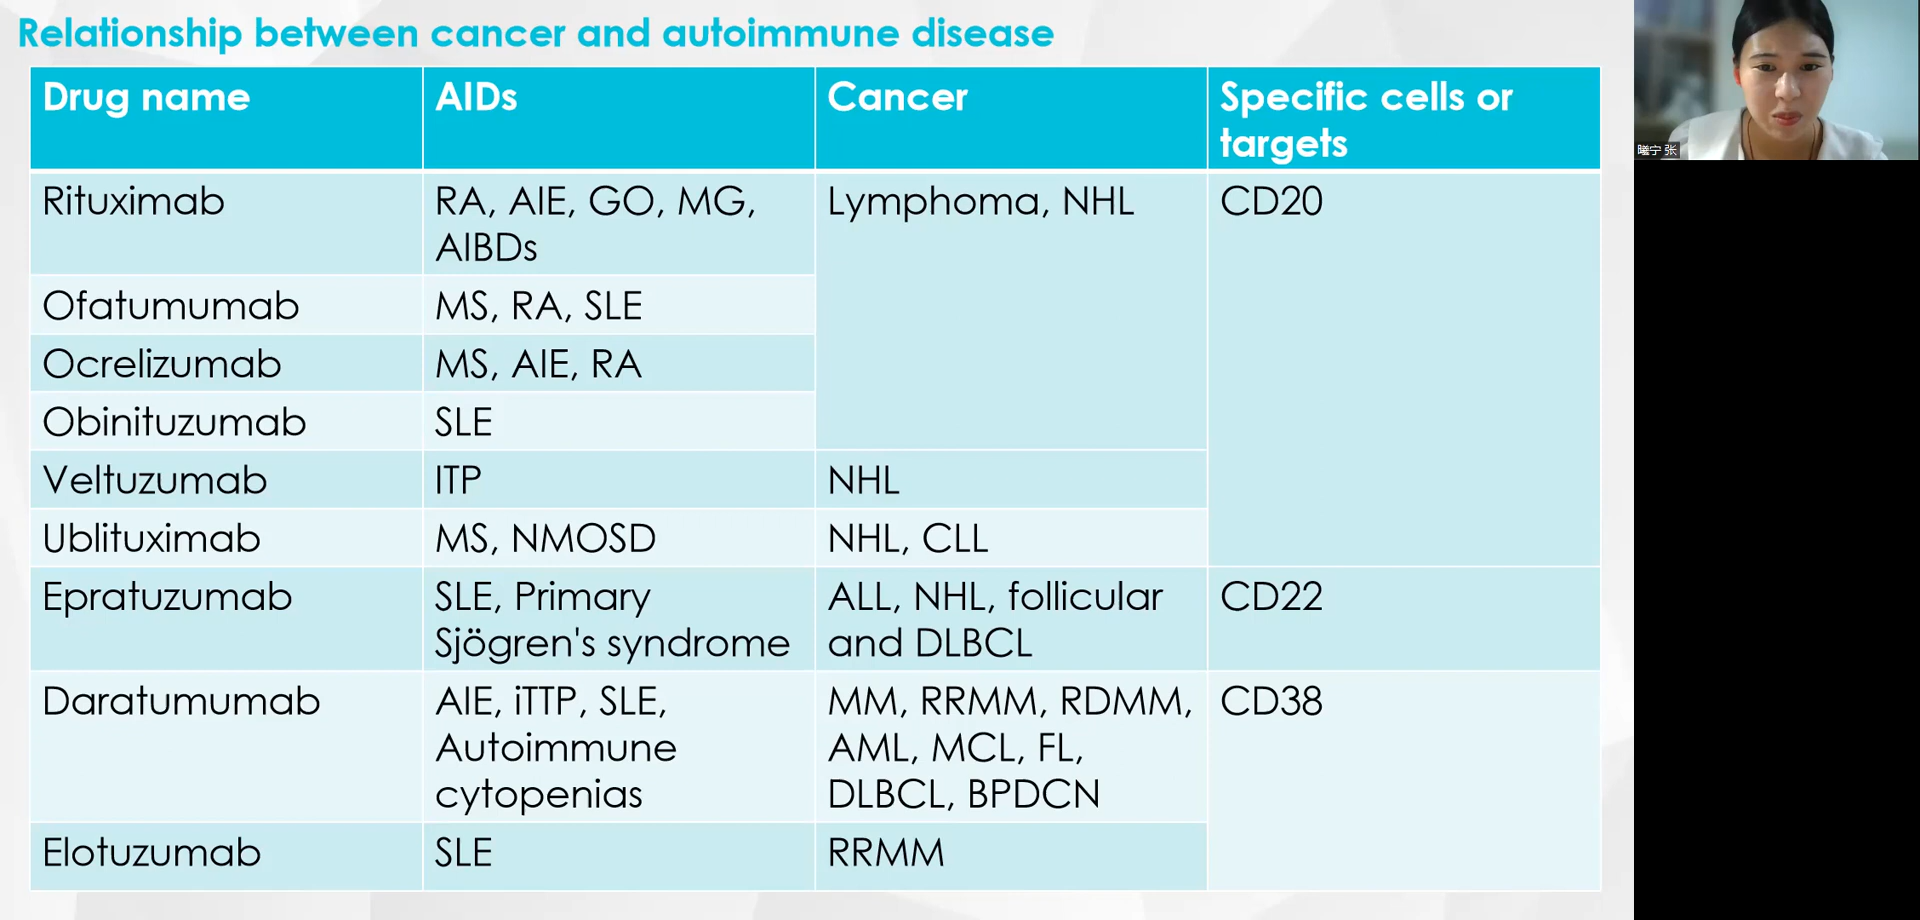 Relationship between cancer and autoimmune disease
Drug name
AIDs
Cancer
Specific cells or
targets
Rituximab
RA, AIE, GO, MG,
AIBDs
Lymphoma, NHL
CD20
Ofatumumab
MS, RA, SLE
Ocrelizumab
MS, AIE, RA
Obinituzumab
SLE
Veltuzumab
ITP
NHL
Ublituximab
MS, NMOSD
NHL, CLL
Epratuzumab
SLE, Primary
Sjögren's syndrome
ALL, NHL, follicular
and DLBCL
CD22
Daratumumab
AIE, iTTP, SLE,
Autoimmune
cytopenias
MM, RRMM, RDMM,
AML, MCL, FL,
DLBCL, BPDCN
CD38
Elotuzumab
SLE
RRMM
曦宁 张